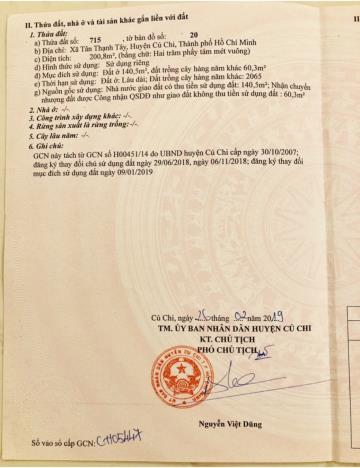 II. Thửa đất, nhà ở và tài sản khác gắn liền với đất
1. Thửa đất:
a) Thửa đất số: 715, tờ bản đồ số: 20
b) Địa chỉ: Xã Tân Thạnh Tây, Huyện Củ Chi, Thành phố Hồ Chí Minh
c) Diện tích: 200,8m², (bằng chữ: Hai trăm phẩy tám mét vuông)
d) Hình thức sử dụng: Sử dụng riêng
đ) Mục đích sử dụng: Đất ở 140,5m², đất trồng cây hàng năm khác 60,3m²
e) Thời hạn sử dụng: Đất ở: Lâu dài; Đất trồng cây hàng năm khác: 2065
g) Nguồn gốc sử dụng: Nhà nước giao đất có thu tiền sử dụng đất : 140,5m²; Nhận chuyển
nhượng đất được Công nhận QSDĐ như giao đất không thu tiền sử dụng đất : 60,3m²
2. Nhà ở: -/-.
3. Công trình xây dựng khác: -/-.
4. Rừng sản xuất là rừng trồng: -/-.
5. Cây lâu năm: -/-.
6. Ghi chú:
GCN này tách từ GCN số H00451/14 do UBND huyện Củ Chi cấp ngày 30/10/2007;
đăng ký thay đổi chủ sử dụng đất ngày 29/06/2018, ngày 06/11/2018; đăng ký thay đổi
mục đích sử dụng đất ngày 09/01/2019
Củ Chi, ngày 26 tháng 02 năm 2019
TM. ỦY BAN NHÂN DÂN HUYỆN CỦ CHI
KT. CHỦ TỊCH
PHÓ CHỦ TỊCH
Nguyễn Việt Dũng
Số vào sổ cấp GCN: